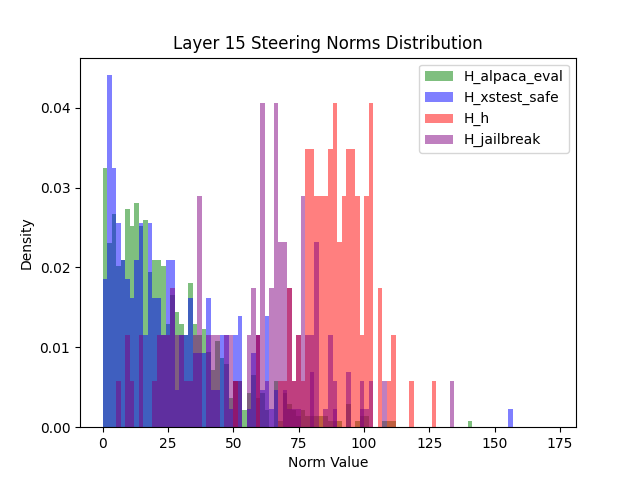 Layer 15 Steering Norms Distribution
H_alpaca_eval
H_xstest_safe
H_h
H_jailbreak
Density
0.04
0.03
0.02
0.01
0.00
0 25 50 75 100 125 150 175
Norm Value